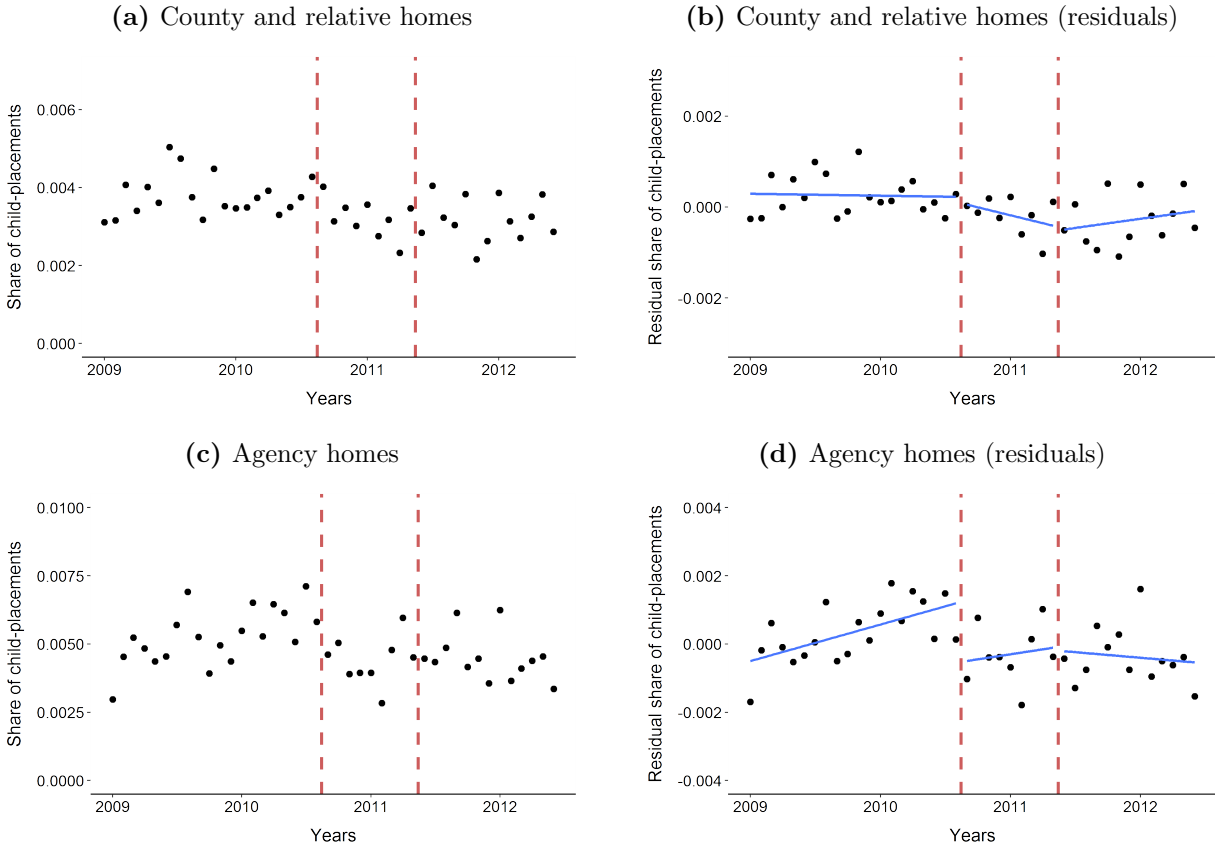 (a) County and relative homes
Share of child-placements
0.006
0.004
0.002
0.000
2009 2010 2011 2012
Years
(b) County and relative homes (residuals)
Residual share of child-placements
0.002
0.000
-0.002
2009 2010 2011 2012
Years
(c) Agency homes
Share of child-placements
0.0100
0.0075
0.0050
0.0025
0.0000
2009 2010 2011 2012
Years
(d) Agency homes (residuals)
Residual share of child-placements
0.004
0.002
0.000
-0.002
-0.004
2009 2010 2011 2012
Years